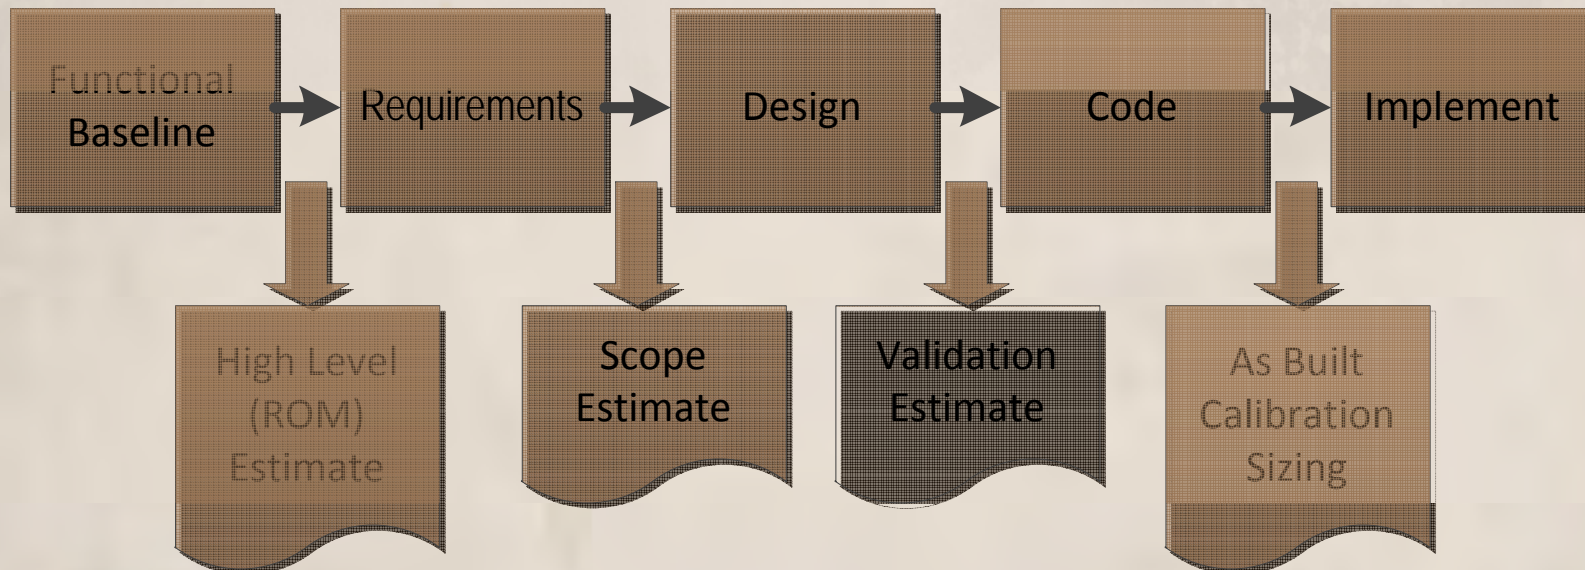 Functional
Baseline
Requirements
Design
Code
Implement
High Level
(ROM)
Estimate
Scope
Estimate
Validation
Estimate
As Built
Calibration
Sizing